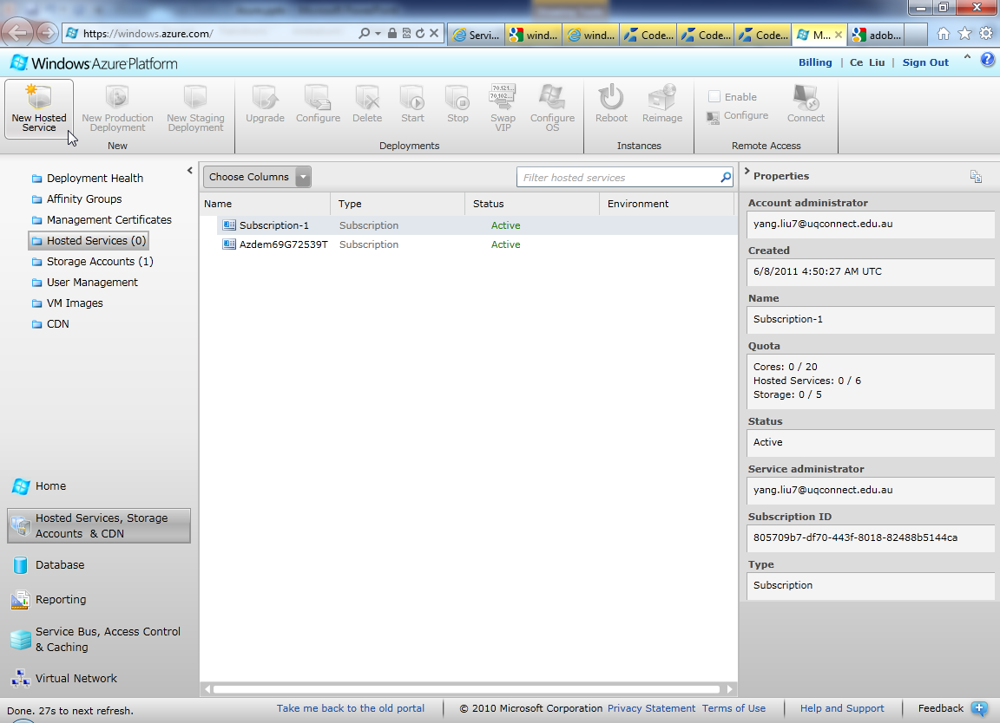 https://windows.azure.com/
Servi...
wind...
wind...
Code...
Code...
Code...
M...
adob...
Windows Azure Platform
Billing | Ce Liu | Sign Out
New Hosted
Service
New Production
Deployment
New Staging
Deployment
New
Upgrade
Configure
Delete
Start
Stop
Swap
VIP
Configure
OS
Deployments
Reboot
Reimage
Instances
Enable
Configure
Connect
Remote Access
Deployment Health
Affinity Groups
Management Certificates
Hosted Services (0)
Storage Accounts (1)
User Management
VM Images
CDN
Home
Hosted Services, Storage
Accounts & CDN
Database
Reporting
Service Bus, Access Control
& Caching
Virtual Network
Choose Columns
Filter hosted services
Name Type Status Environment
Subscription-1 Subscription Active
Azdem69G72539T Subscription Active
Properties
Account administrator
yang.liu7@uqconnect.edu.au
Created
6/8/2011 4:50:27 AM UTC
Name
Subscription-1
Quota
Cores: 0 / 20
Hosted Services: 0 / 6
Storage: 0 / 5
Status
Active
Service administrator
yang.liu7@uqconnect.edu.au
Subscription ID
805709b7-df70-443f-8018-82488b5144ca
Type
Subscription
Done. 27s to next refresh.
Take me back to the old portal
© 2010 Microsoft Corporation Privacy Statement Terms of Use
Help and Support
Feedback